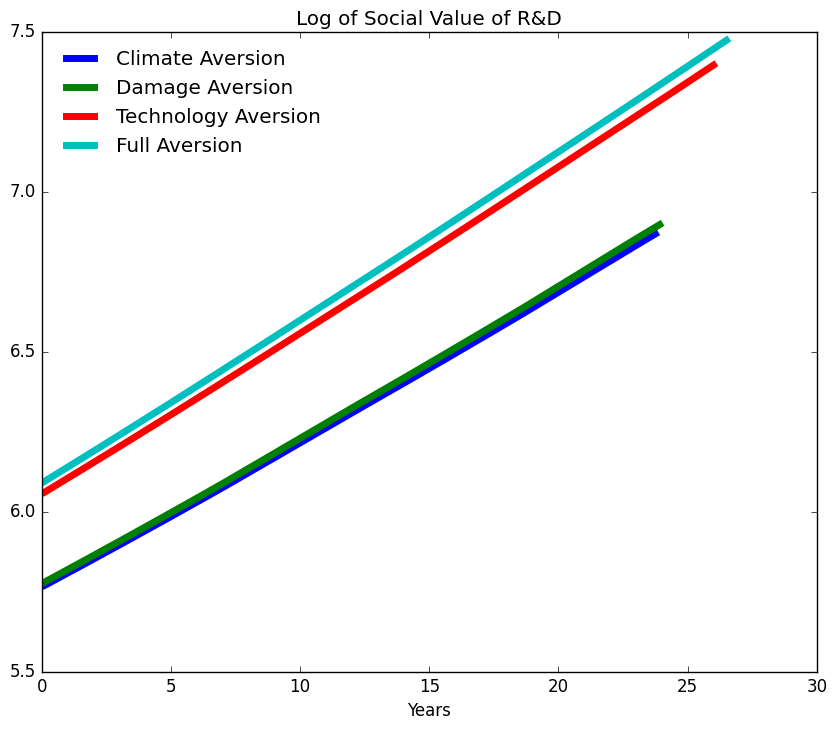 Log of Social Value of R&D
7.5
Climate Aversion
Damage Aversion
Technology Aversion
Full Aversion
7.0
6.5
6.0
5.5
0 5 10 15 20 25 30
Years